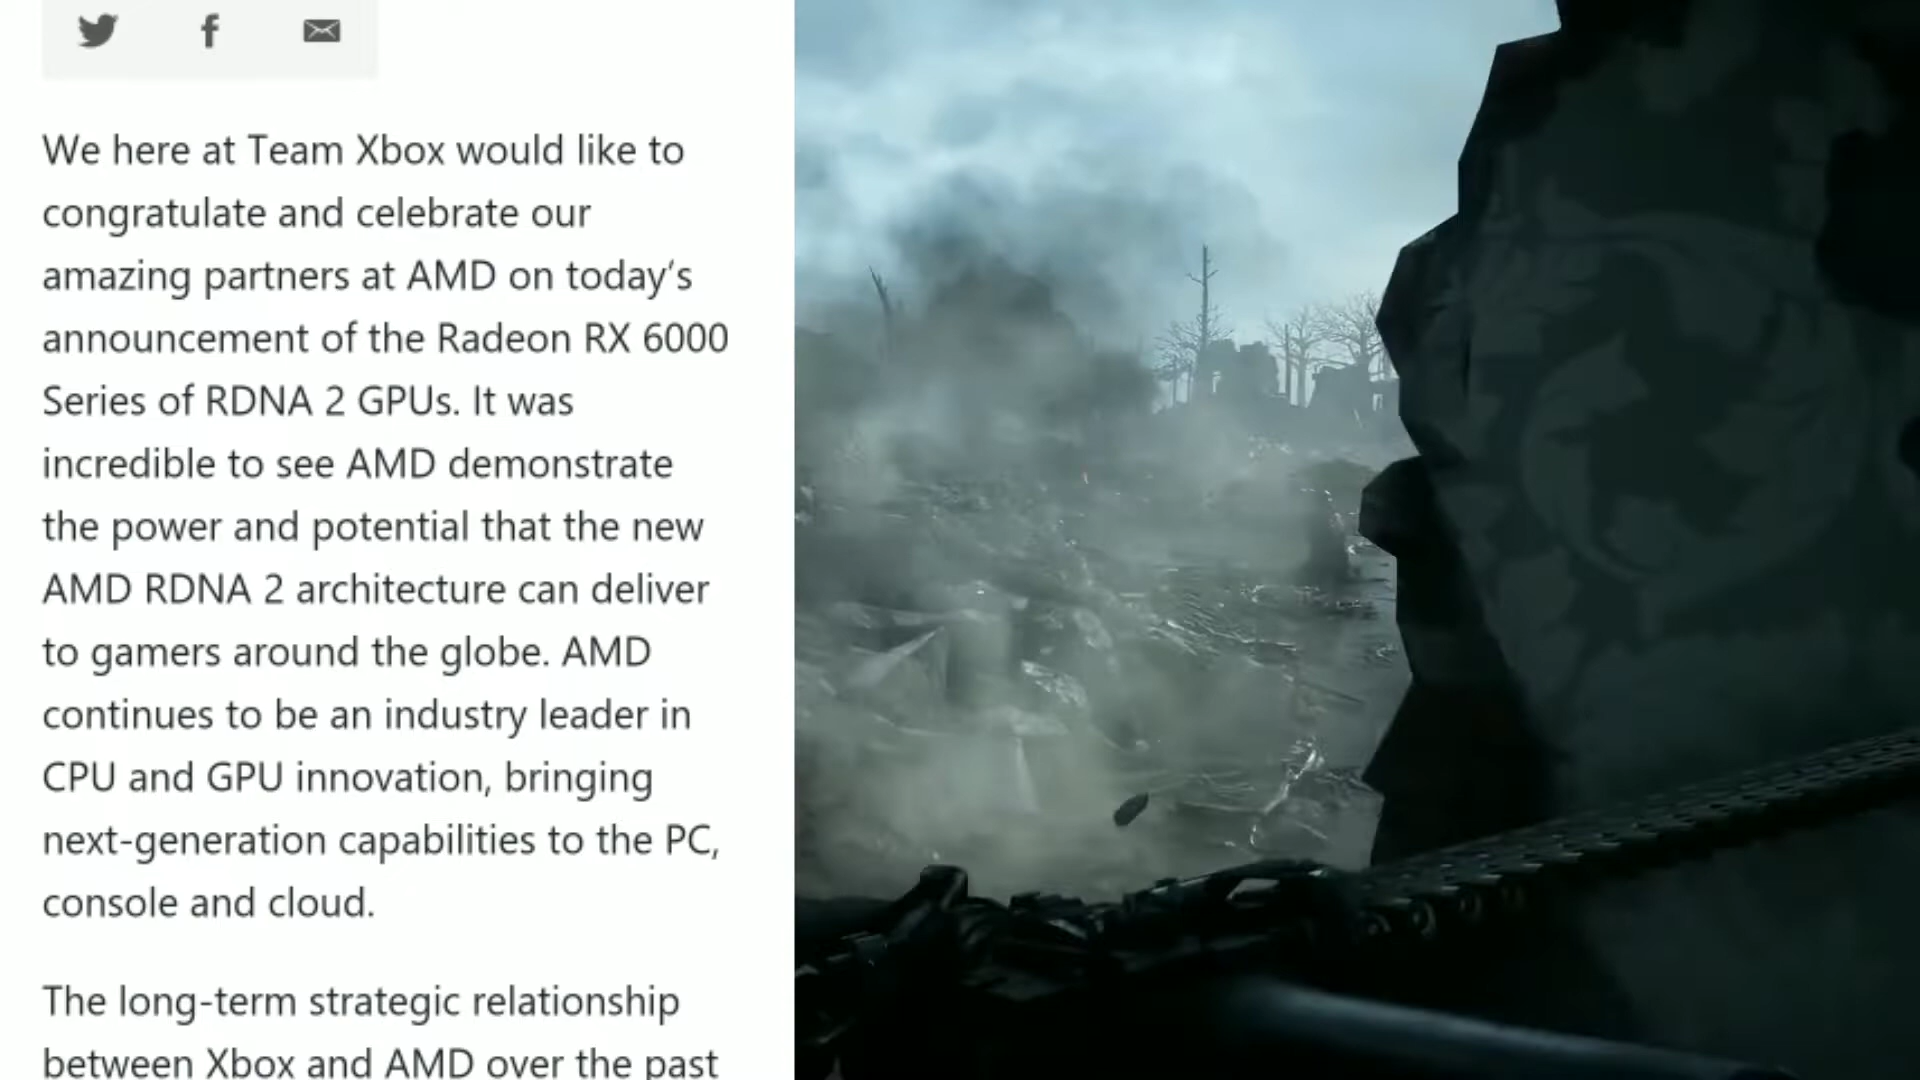 We here at Team Xbox would like to
congratulate and celebrate our
amazing partners at AMD on today’s
announcement of the Radeon RX 6000
Series of RDNA 2 GPUs. It was
incredible to see AMD demonstrate
the power and potential that the new
AMD RDNA 2 architecture can deliver
to gamers around the globe. AMD
continues to be an industry leader in
CPU and GPU innovation, bringing
next-generation capabilities to the PC,
console and cloud.
The long-term strategic relationship
between Xbox and AMD over the past